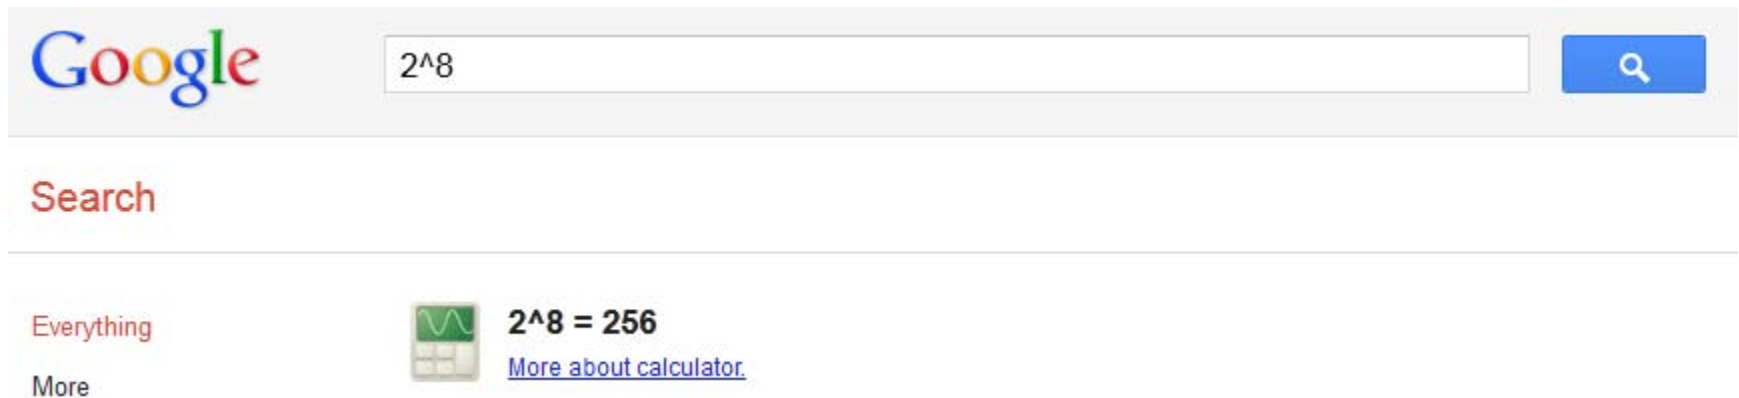 Google
2^8
Search
Everything
2^8 = 256
More about calculator.
More